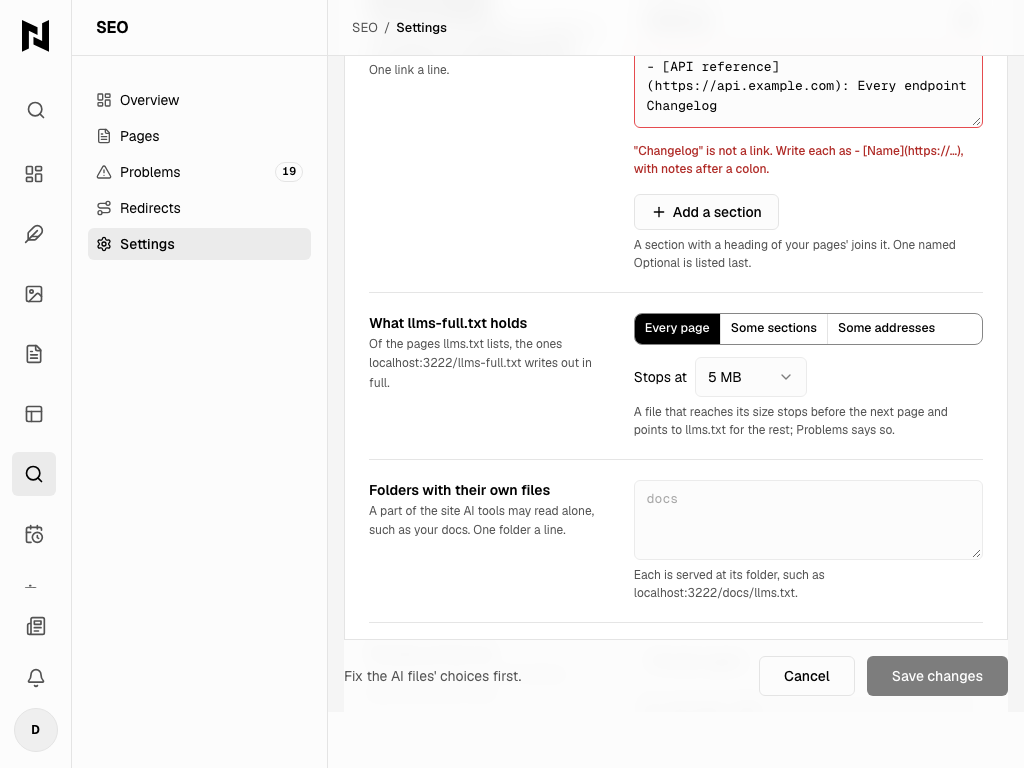 SEO
SEO / Settings
Overview
Pages
Problems 19
Redirects
Settings
One link a line.
- [API reference]
(https://api.example.com): Every endpoint
Changelog
"Changelog" is not a link. Write each as - [Name](https://…),
with notes after a colon.
Add a section
A section with a heading of your pages' joins it. One named
Optional is listed last.
What llms-full.txt holds
Of the pages llms.txt lists, the ones
localhost:3222/llms-full.txt writes out in
full.
Every page Some sections Some addresses
Stops at 5 MB
A file that reaches its size stops before the next page and
points to llms.txt for the rest; Problems says so.
Folders with their own files
A part of the site AI tools may read alone,
such as your docs. One folder a line.
docs
Each is served at its folder, such as
localhost:3222/docs/llms.txt.
Fix the AI files' choices first.
Cancel
Save changes
D